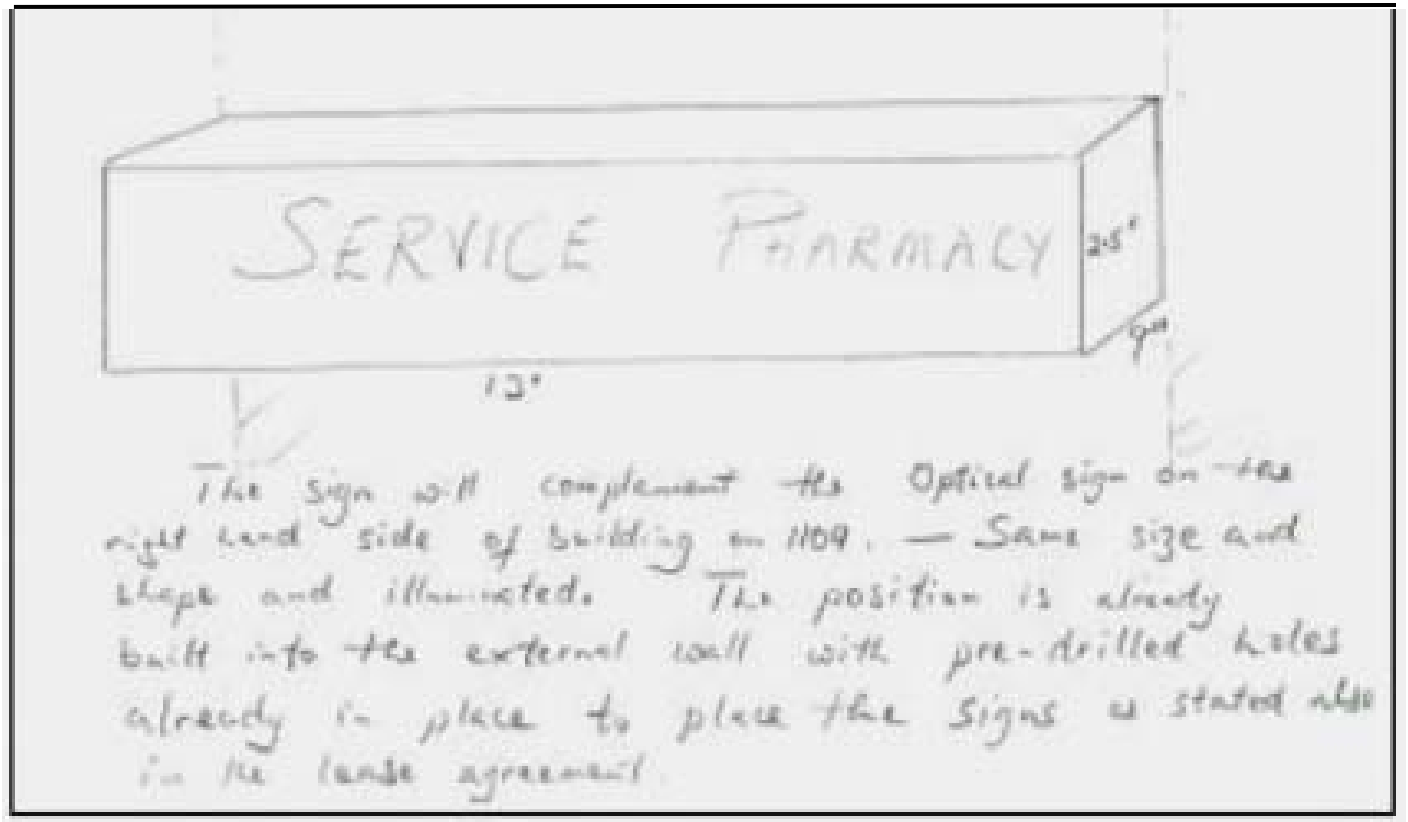 SERVICE PHARMACY
2.5'
9"
13'
The sign will complement the Optical sign on the
right hand side of building on 1109. — Same size and
shape and illuminated. The position is already
built into the external wall with pre-drilled holes
already in place to place the signs as stated also
in the lease agreement.